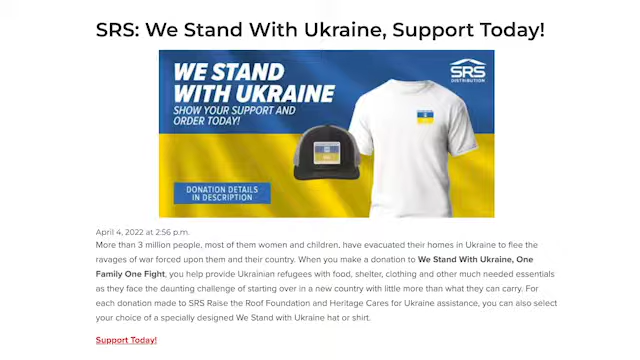 SRS: We Stand With Ukraine, Support Today!
WE STAND
WITH UKRAINE
SHOW YOUR SUPPORT AND
ORDER TODAY!
SRS
DISTRIBUTION
DONATION DETAILS
IN DESCRIPTION
April 4, 2022 at 2:56 p.m.
More than 3 million people, most of them women and children, have evacuated their homes in Ukraine to flee the
ravages of war forced upon them and their country. When you make a donation to We Stand With Ukraine, One
Family One Fight, you help provide Ukrainian refugees with food, shelter, clothing and other much needed essentials
as they face the daunting challenge of starting over in a new country with little more than what they can carry. For
each donation made to SRS Raise the Roof Foundation and Heritage Cares for Ukraine assistance, you can also select
your choice of a specially designed We Stand with Ukraine hat or shirt.
Support Today!